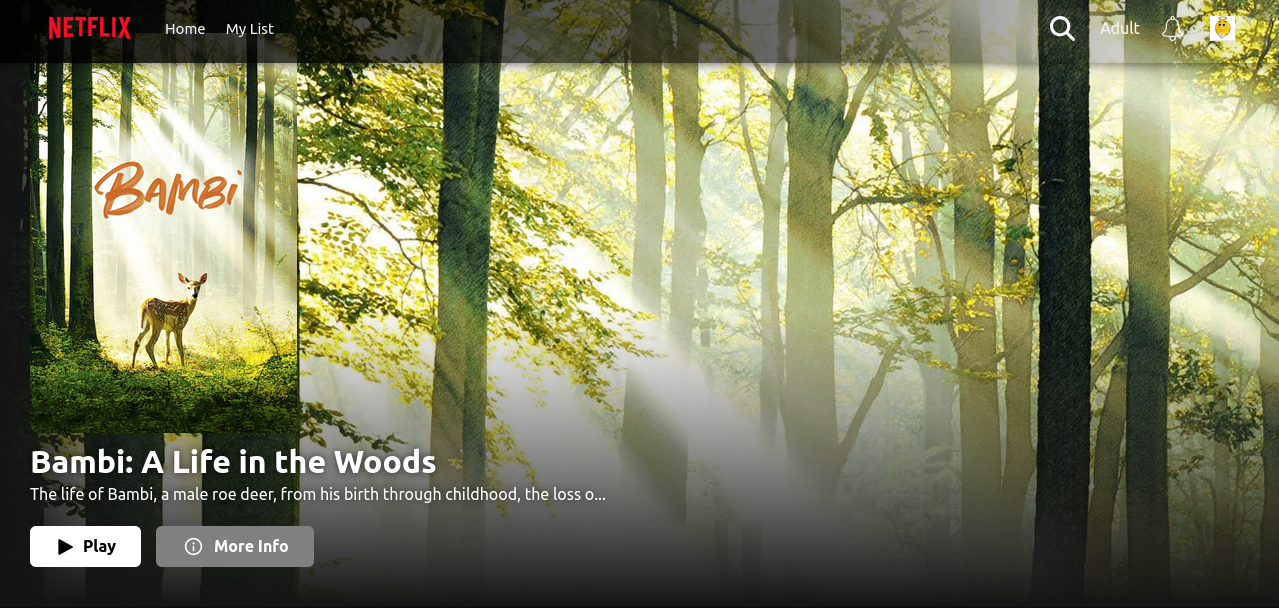 NETFLIX Home My List Adult
Bambi
Bambi: A Life in the Woods
The life of Bambi, a male roe deer, from his birth through childhood, the loss o...
Play More Info